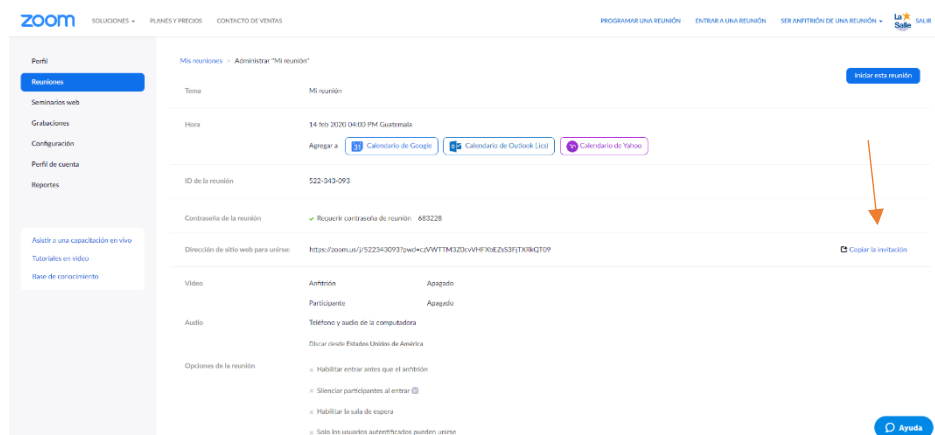 zoom SOLUCIONES PLANES Y PRECIOS CONTACTO DE VENTAS PROGRAMAR UNA REUNIÓN ENTRAR A UNA REUNIÓN SER ANFITRIÓN DE UNA REUNIÓN La Salle SALIR
Perfil
Reuniones
Seminarios web
Grabaciones
Configuración
Perfil de cuenta
Reportes
Asistir a una capacitación en vivo
Tutoriales en video
Base de conocimiento
Mis reuniones > Administrar "Mi reunión"
Iniciar esta reunión
Tema Mi reunión
Hora 14 feb 2020 04:00 PM Guatemala
Agregar a 31 Calendario de Google Calendario de Outlook (.ics) Calendario de Yahoo
ID de la reunión 522-343-093
Contraseña de la reunión Requerir contraseña de reunión 683228
Dirección de sitio web para unirse: Copiar la invitación
Video Anfitrión Apagado
Participante Apagado
Audio Teléfono y audio de la computadora
Discar desde Estados Unidos de América
Opciones de la reunión × Habilitar entrar antes que el anfitrión
× Silenciar participantes al entrar
× Habilitar la sala de espera
× Solo los usuarios autentificados pueden unirse
Ayuda